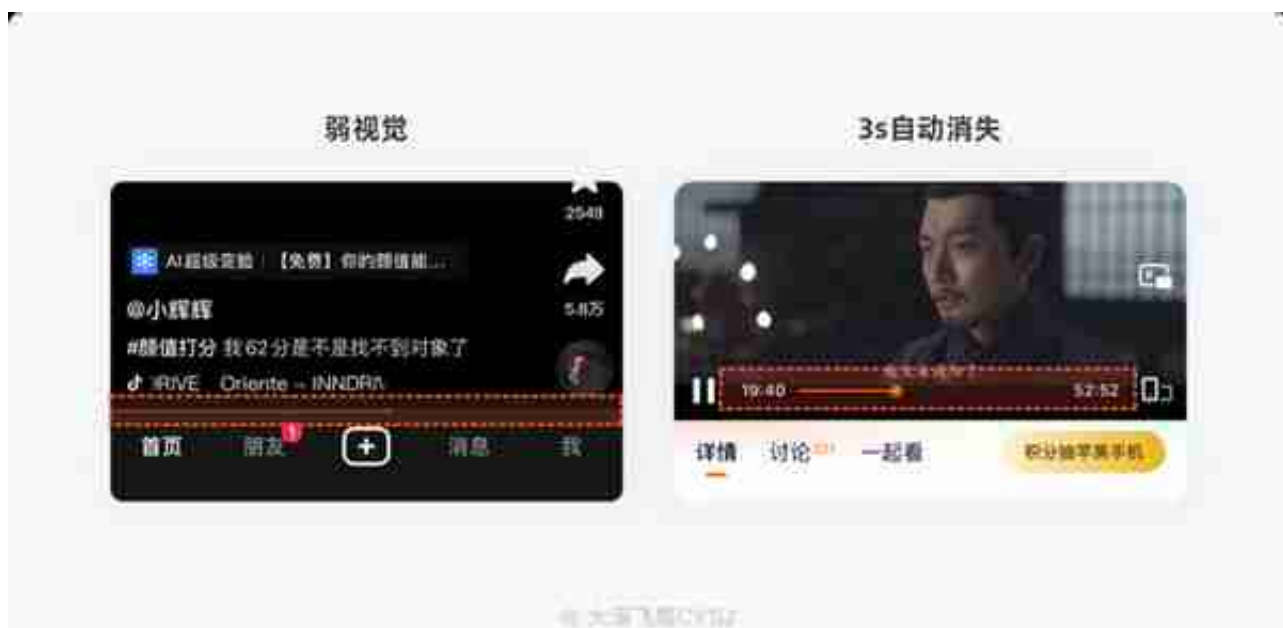 弱视觉
3s自动消失
2548
AI超级变脸 | 【免费】你的颜值能...
@小辉辉
5.8万
#颜值打分 我62分是不是找不到对象了
Oriente – INNDRA
首页
朋友
1
消息
我
19:40
52:52
详情
讨论
一起看
积分抽苹果手机